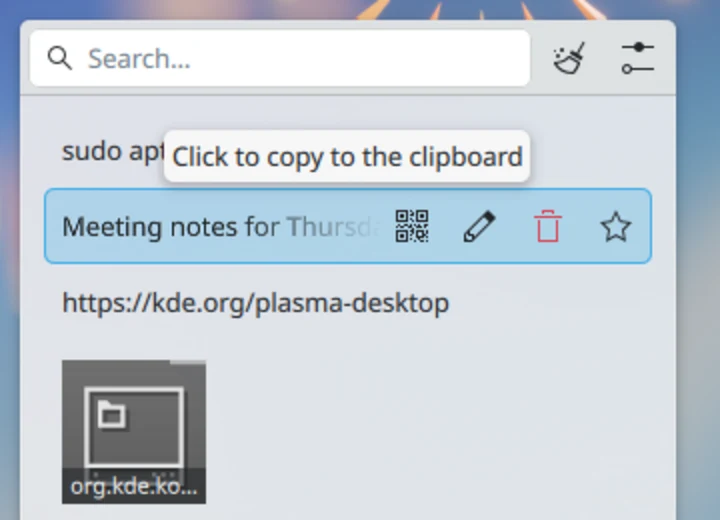 Search...
sudo apt
Click to copy to the clipboard
Meeting notes for Thursd
https://kde.org/plasma-desktop
org.kde.ko...